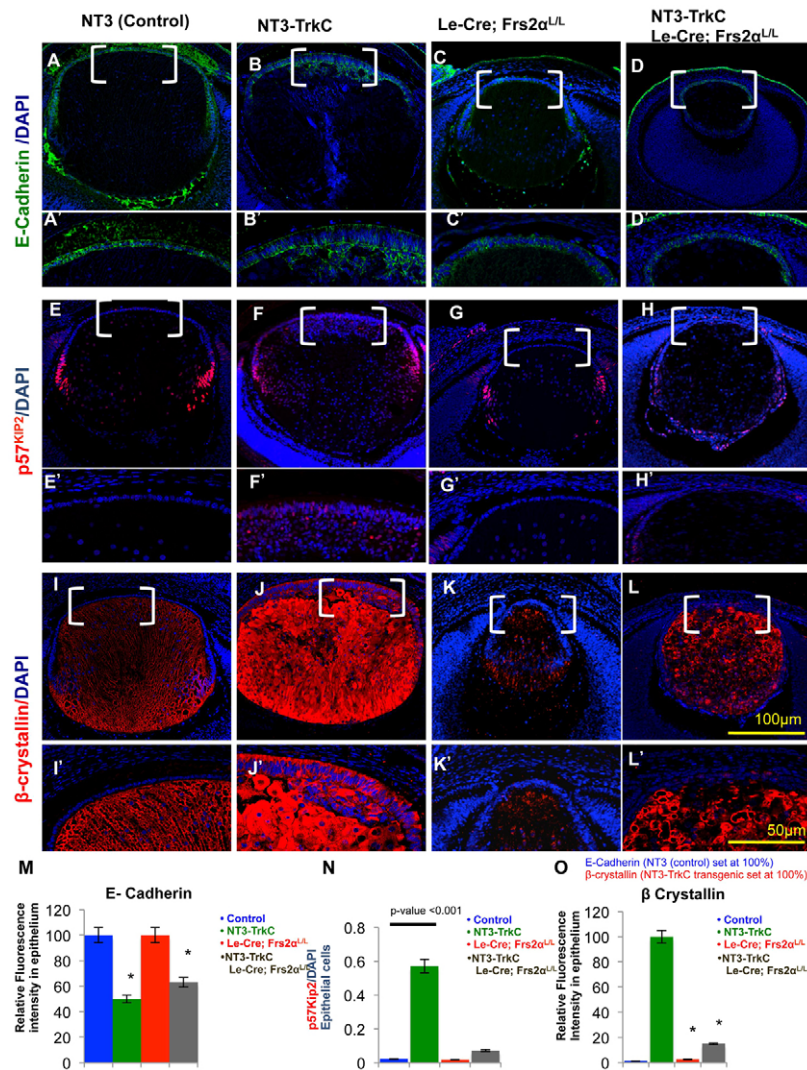 NT3 (Control) NT3-TrkC Le-Cre; Frs2α^L/L NT3-TrkC
Le-Cre; Frs2α^L/L
E-Cadherin /DAPI
A B C D
A' B' C' D'
p57^KIP2/DAPI
E F G H
E' F' G' H'
β-crystallin/DAPI
I J K L
100µm
I' J' K' L'
50µm
M N O
E-Cadherin (NT3 (control) set at 100%)
β-crystallin (NT3-TrkC transgenic set at 100%)
E- Cadherin
Relative Fluorescence
intensity in epithelium
120
100
80
60
40
20
0
* *
•Control
•NT3-TrkC
•Le-Cre; Frs2α^L/L
•NT3-TrkC
Le-Cre; Frs2α^L/L
p-value <0.001
p57Kip2/DAPI
Epithelial cells
0.8
0.6
0.4
0.2
0
•Control
•NT3-TrkC
•Le-Cre; Frs2α^L/L
•NT3-TrkC
Le-Cre; Frs2α^L/L
β Crystallin
Relative Fluorescence
Intensity in epithelium
120
100
80
60
40
20
0
* *
•Control
•NT3-TrkC
•Le-Cre; Frs2α^L/L
•NT3-TrkC
Le-Cre; Frs2α^L/L